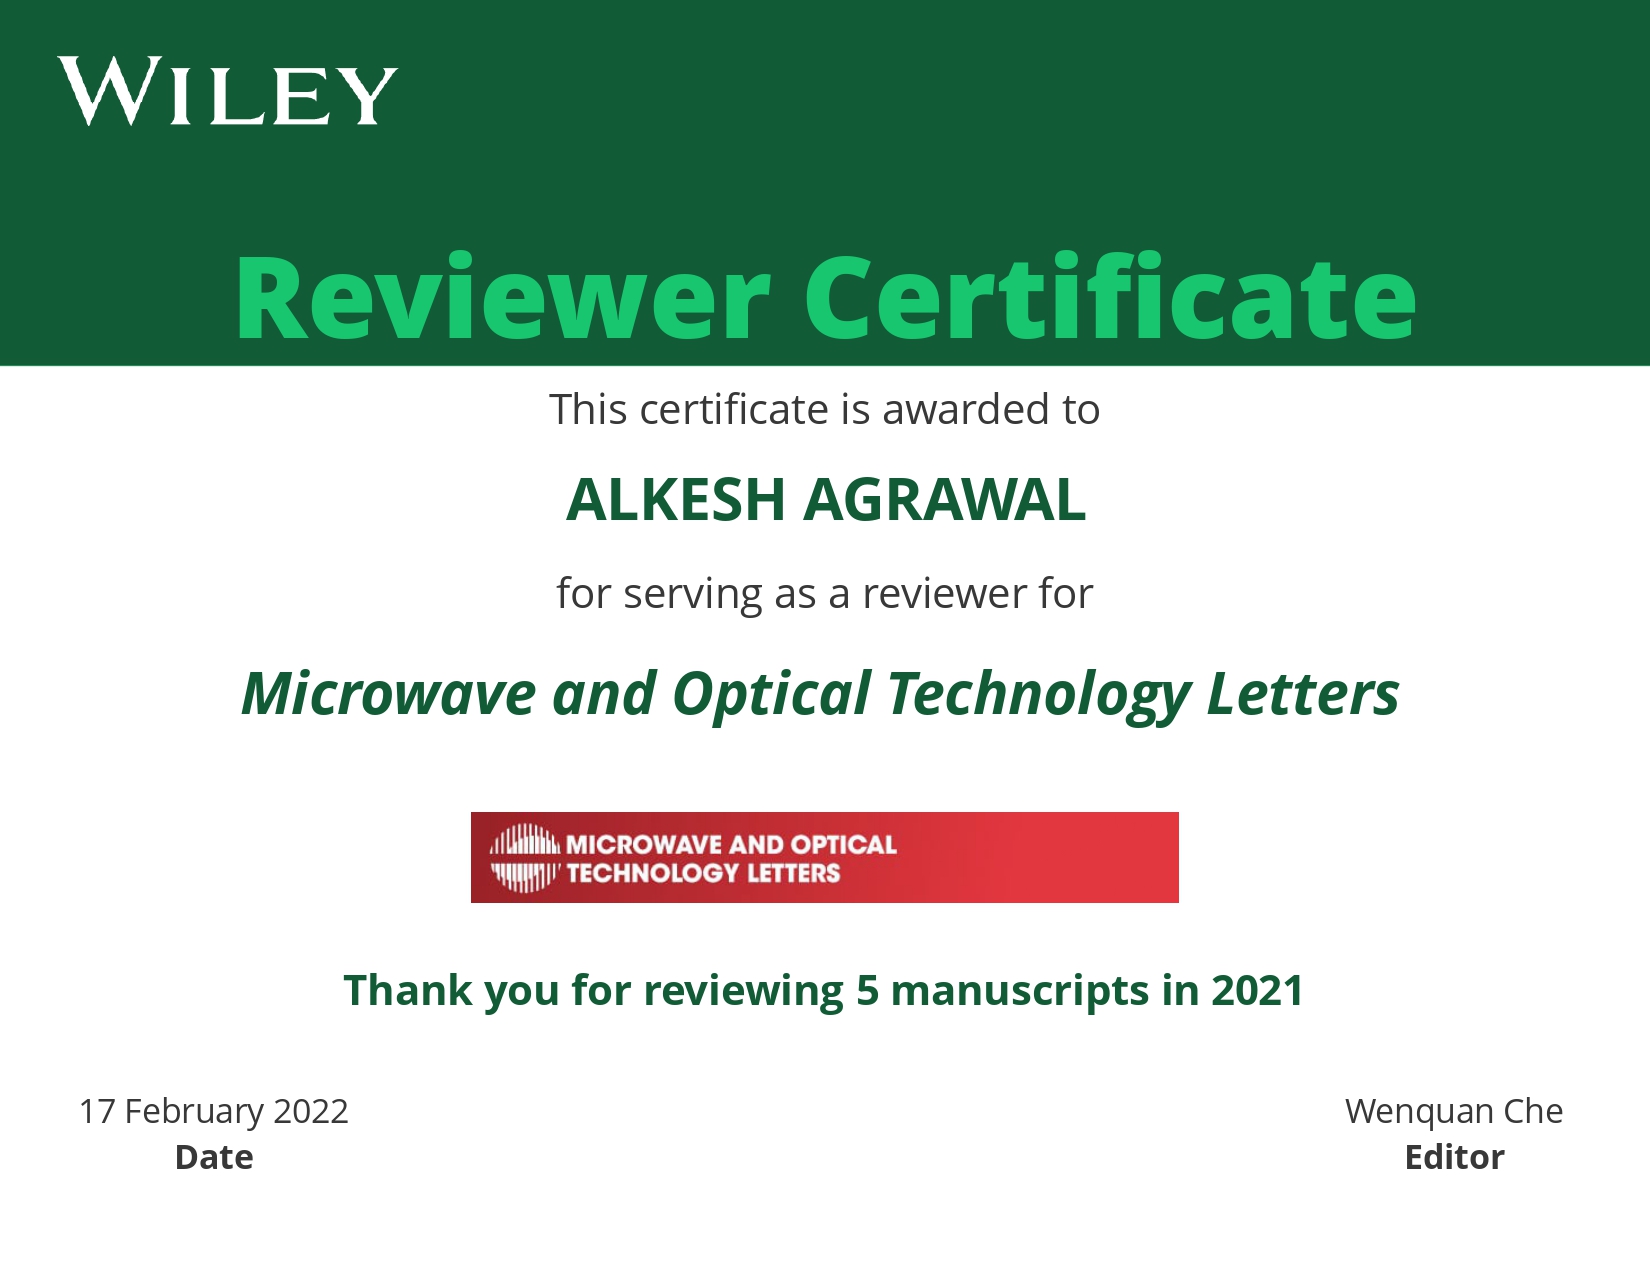 WILEY
Reviewer Certificate
This certificate is awarded to
ALKESH AGRAWAL
for serving as a reviewer for
Microwave and Optical Technology Letters
MICROWAVE AND OPTICAL
TECHNOLOGY LETTERS
Thank you for reviewing 5 manuscripts in 2021
17 February 2022
Date
Wenquan Che
Editor